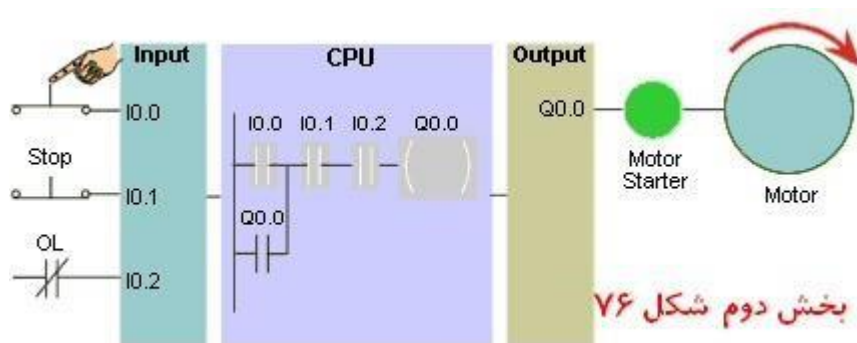 Input
CPU
Output
I0.0
Stop
I0.1
OL
I0.2
I0.0 I0.1 I0.2 Q0.0
Q0.0
Q0.0
Motor
Starter
Motor
بخش دوم شکل ۷۶